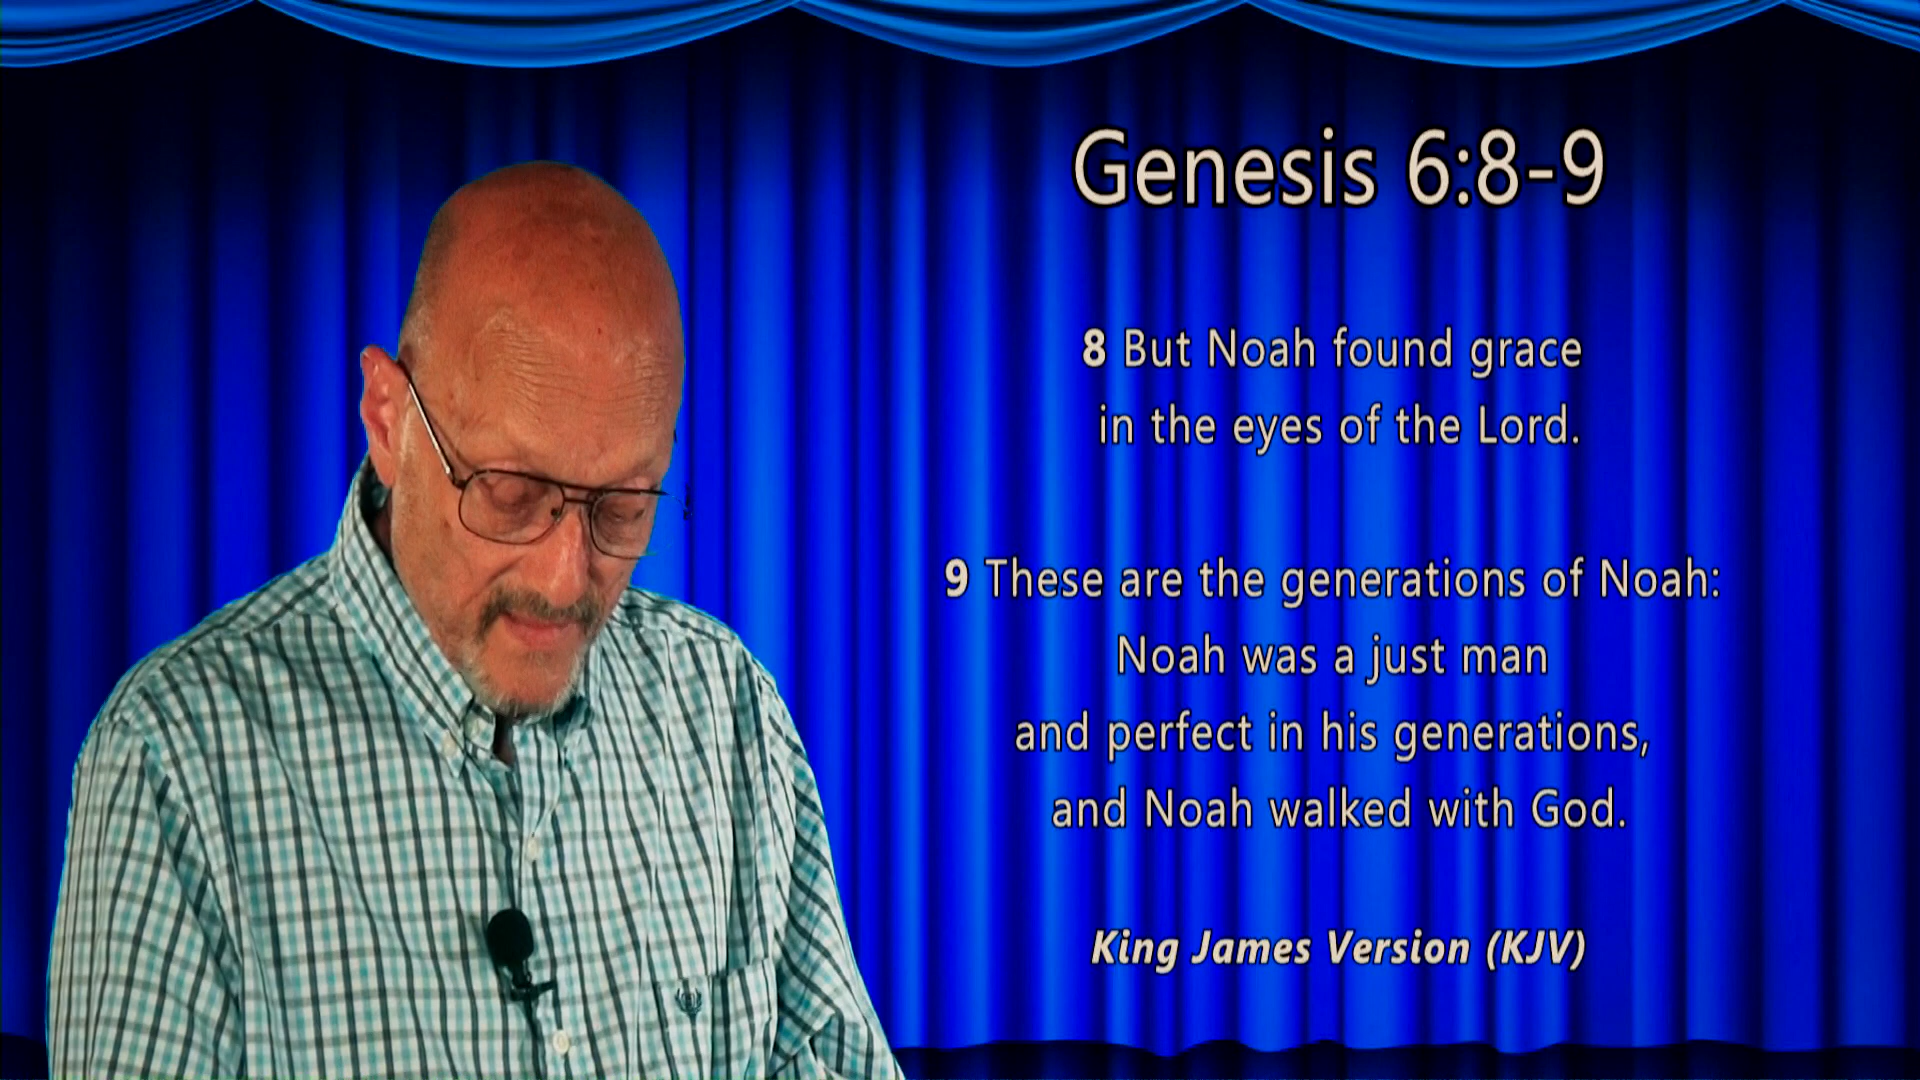 Genesis 6:8-9
8 But Noah found grace
in the eyes of the Lord.
9 These are the generations of Noah:
Noah was a just man
and perfect in his generations,
and Noah walked with God.
King James Version (KJV)